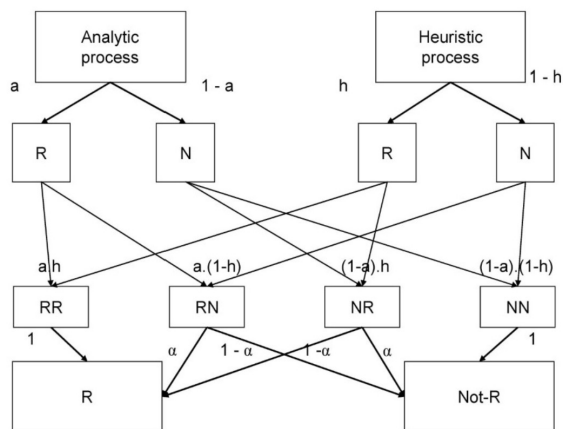 Analytic
process
Heuristic
process
a
1 - a
h
1 - h
R
N
R
N
a.h
a.(1-h)
(1-a).h
(1-a).(1-h)
RR
RN
NR
NN
1
α
1 - α
1 -α
α
1
R
Not-R